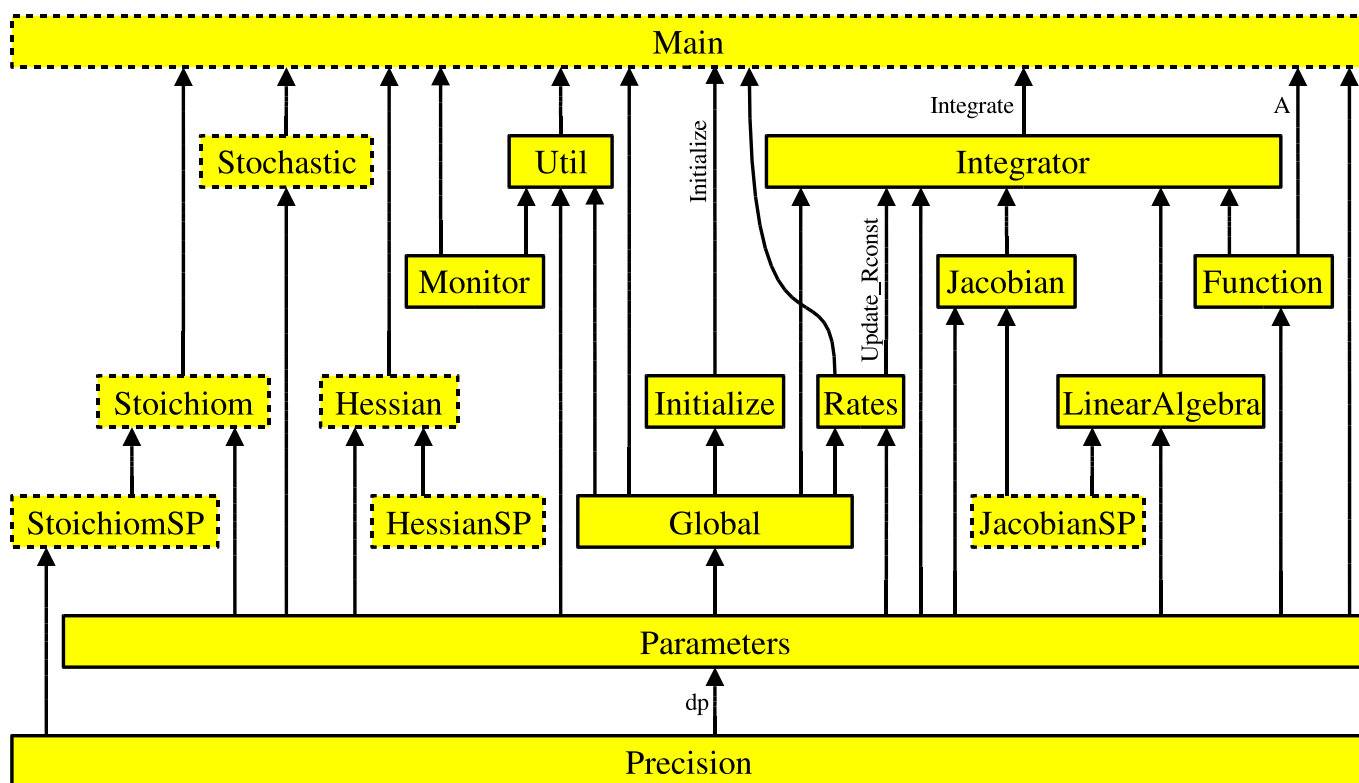 Main
Integrate
A
Initialize
Stochastic
Util
Integrator
Update_Rconst
Monitor
Jacobian
Function
Stoichiom
Hessian
Initialize
Rates
LinearAlgebra
StoichiomSP
HessianSP
Global
JacobianSP
Parameters
dp
Precision